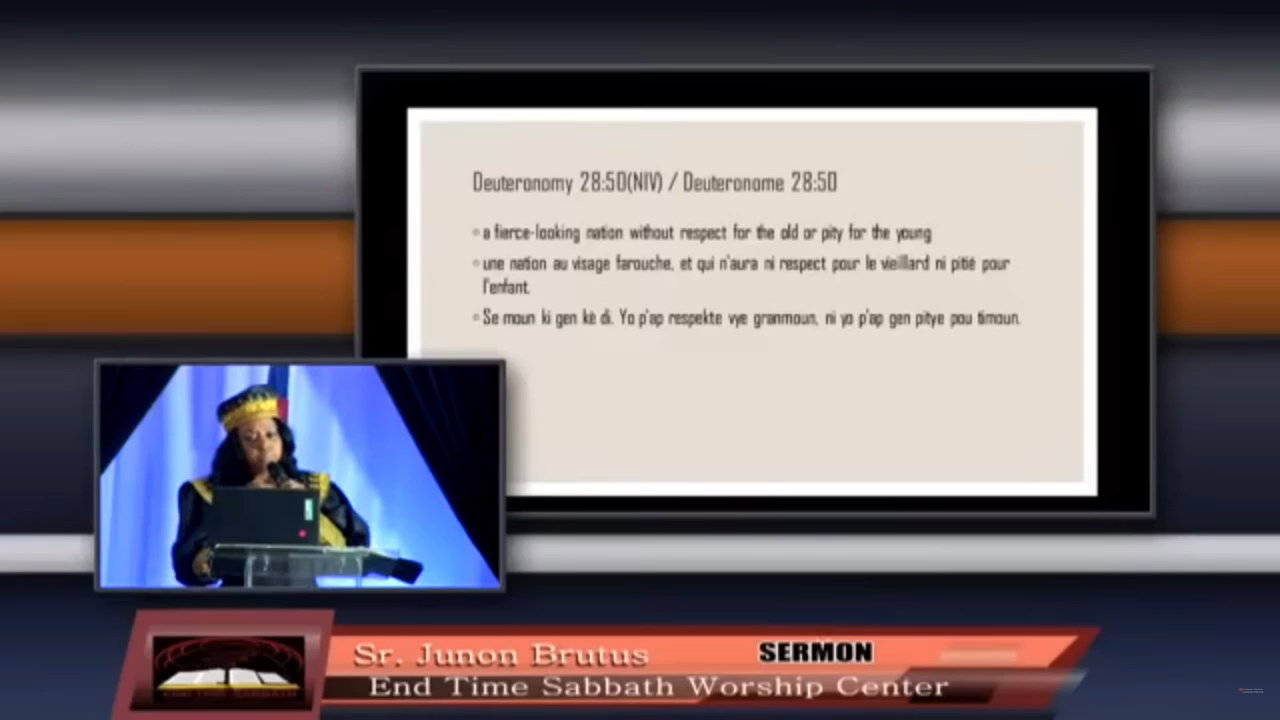 Deuteronomy 28:50(NIV) / Deuteronome 28:50
a fierce-looking nation without respect for the old or pity for the young
une nation au visage farouche, et qui n'aura ni respect pour le vieillard ni pitié pour
l'enfant.
Se moun ki gen kè di. Yo p'ap respekte vye granmoun, ni yo p'ap gen pitye pou timoun.
Sr. Junon Brutus
SERMON
End Time Sabbath Worship Center